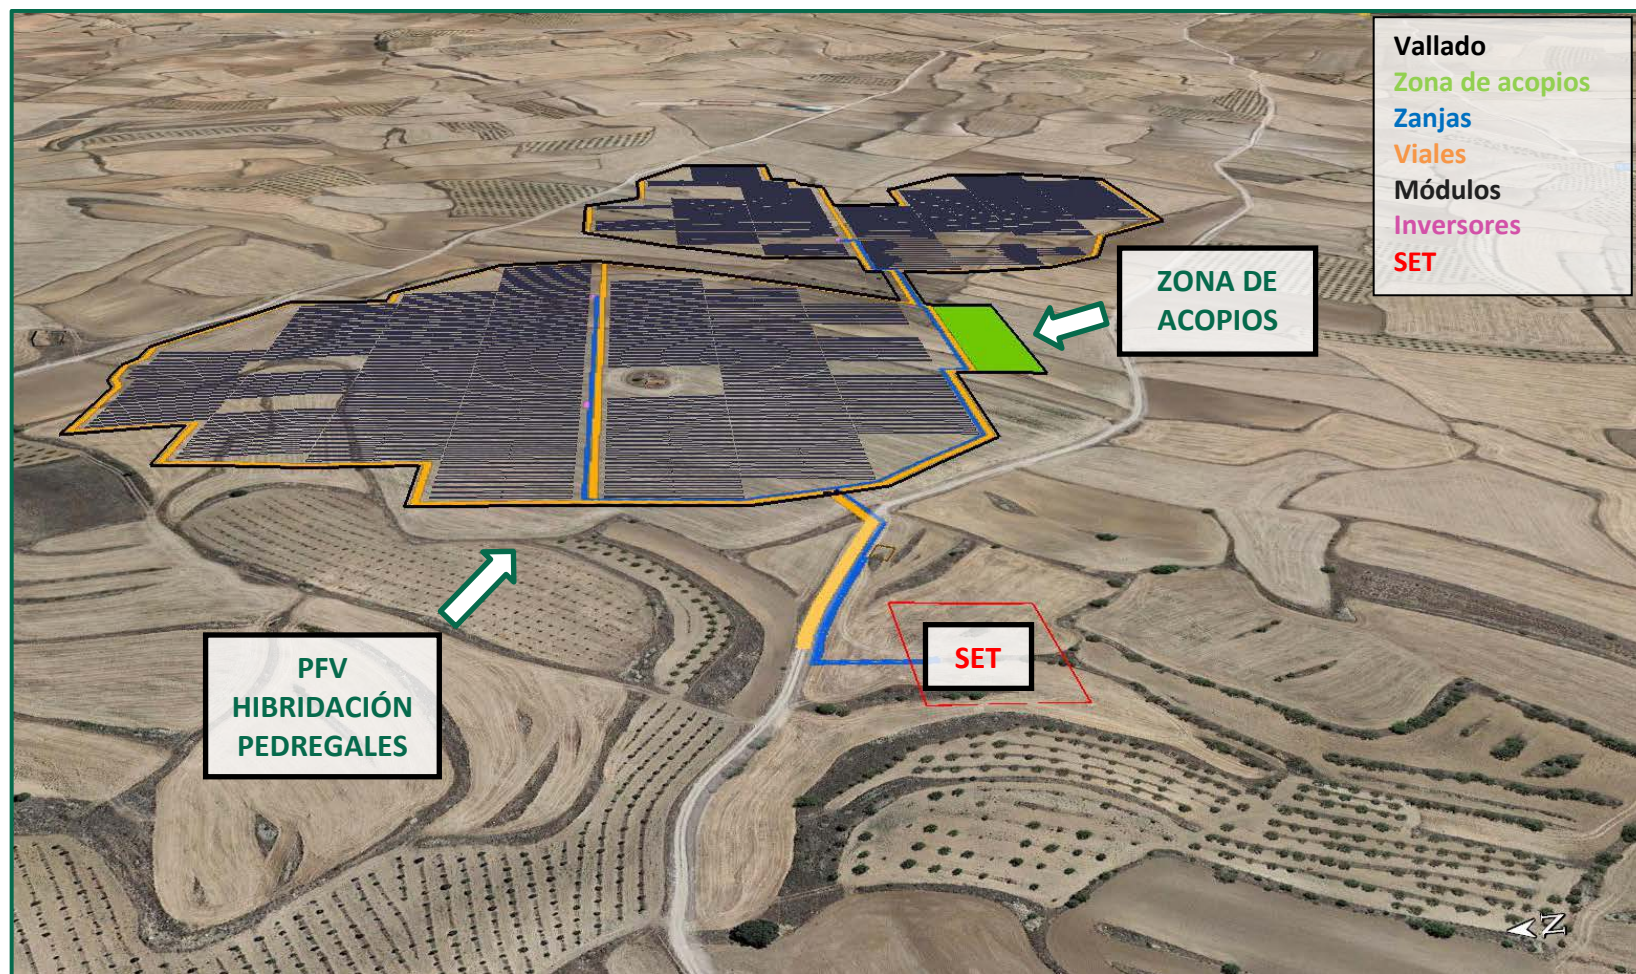 Vallado
Zona de acopios
Zanjas
Viales
Módulos
Inversores
SET
ZONA DE
ACOPIOS
PFV
HIBRIDACIÓN
PEDREGALES
SET
N